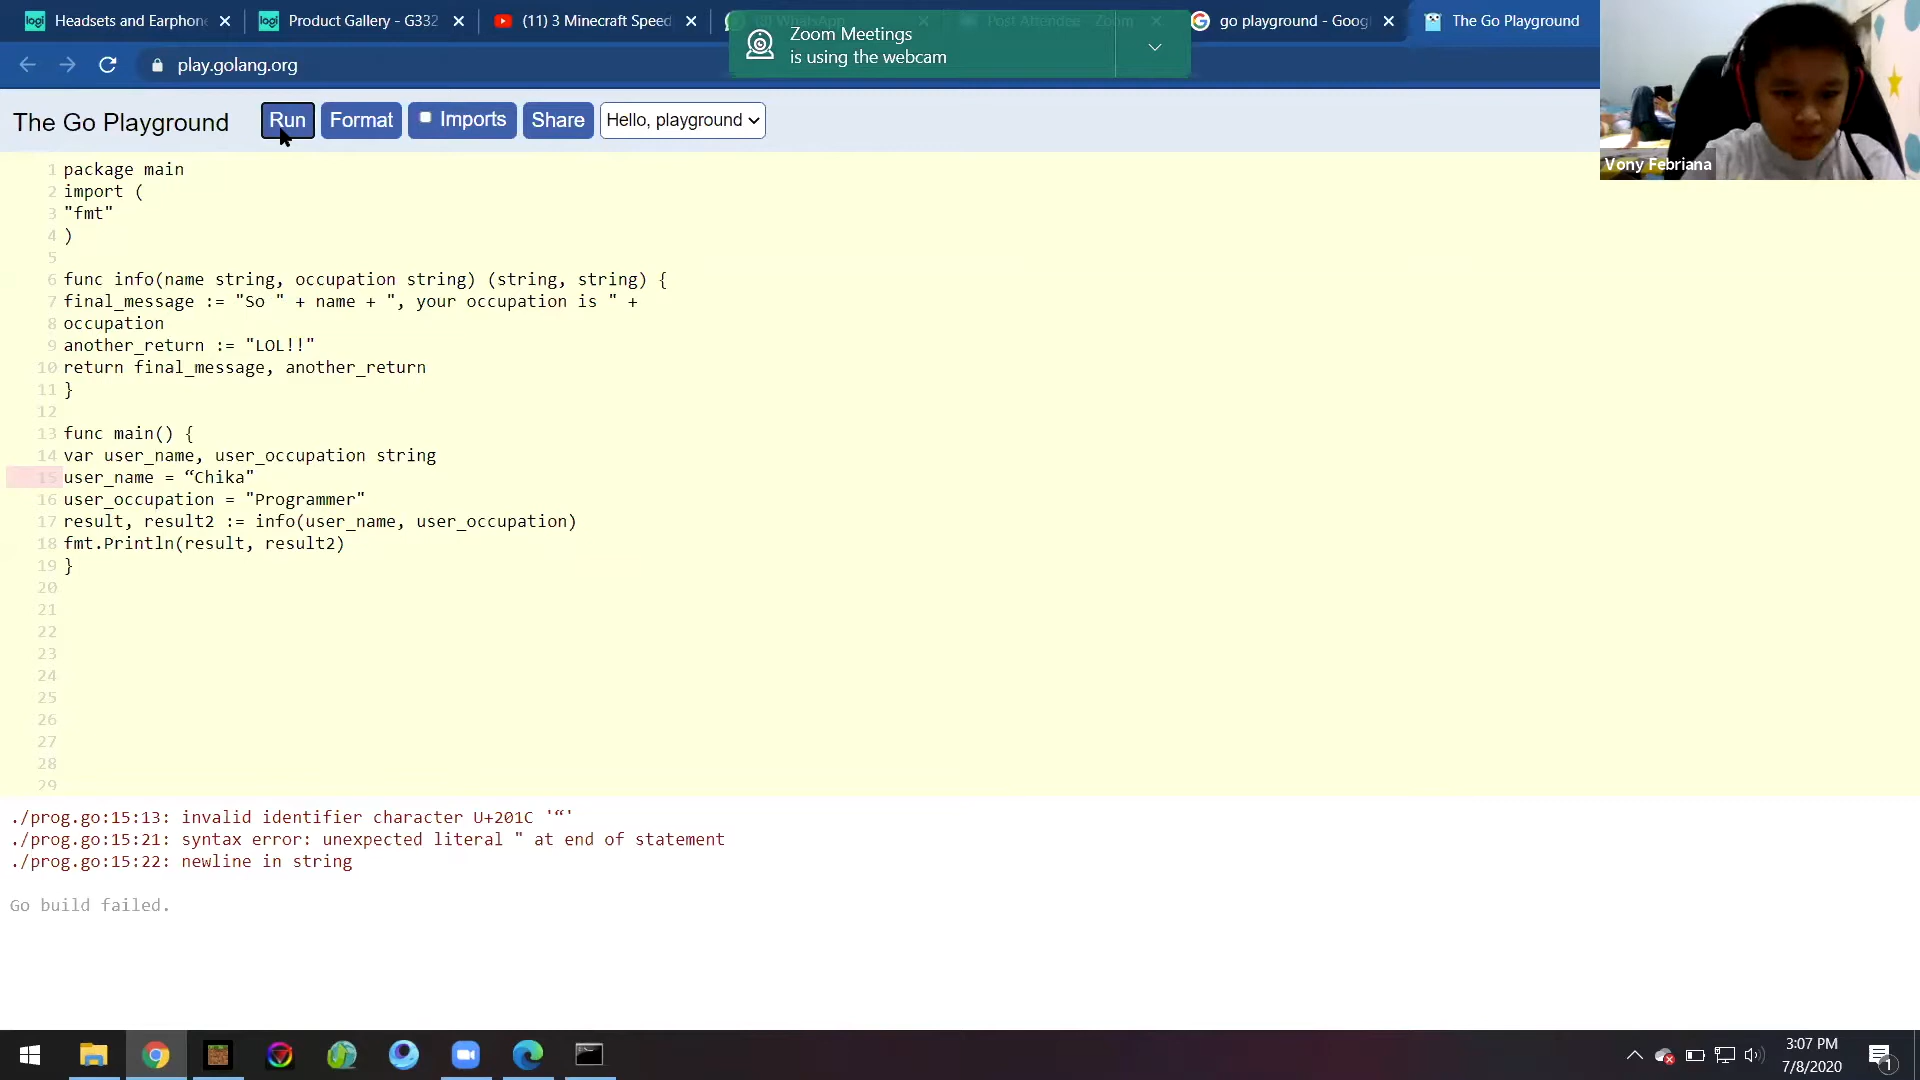 Headsets and Earphone
Product Gallery - G332
(11) 3 Minecraft Speed
(9) WhatsApp
Post Attendee - Zoom
go playground - Goog
The Go Playground
Zoom Meetings
is using the webcam
play.golang.org
The Go Playground
Run
Format
Imports
Share
Hello, playground
Vony Febriana
1 package main
2 import (
3 "fmt"
4 )
5
6 func info(name string, occupation string) (string, string) {
7 final_message := "So " + name + ", your occupation is " +
8 occupation
9 another_return := "LOL!!"
10 return final_message, another_return
11 }
12
13 func main() {
14 var user_name, user_occupation string
15 user_name = “Chika"
16 user_occupation = "Programmer"
17 result, result2 := info(user_name, user_occupation)
18 fmt.Println(result, result2)
19 }
20
21
22
23
24
25
26
27
28
29
./prog.go:15:13: invalid identifier character U+201C '“'
./prog.go:15:21: syntax error: unexpected literal " at end of statement
./prog.go:15:22: newline in string
Go build failed.
3:07 PM
7/8/2020
1